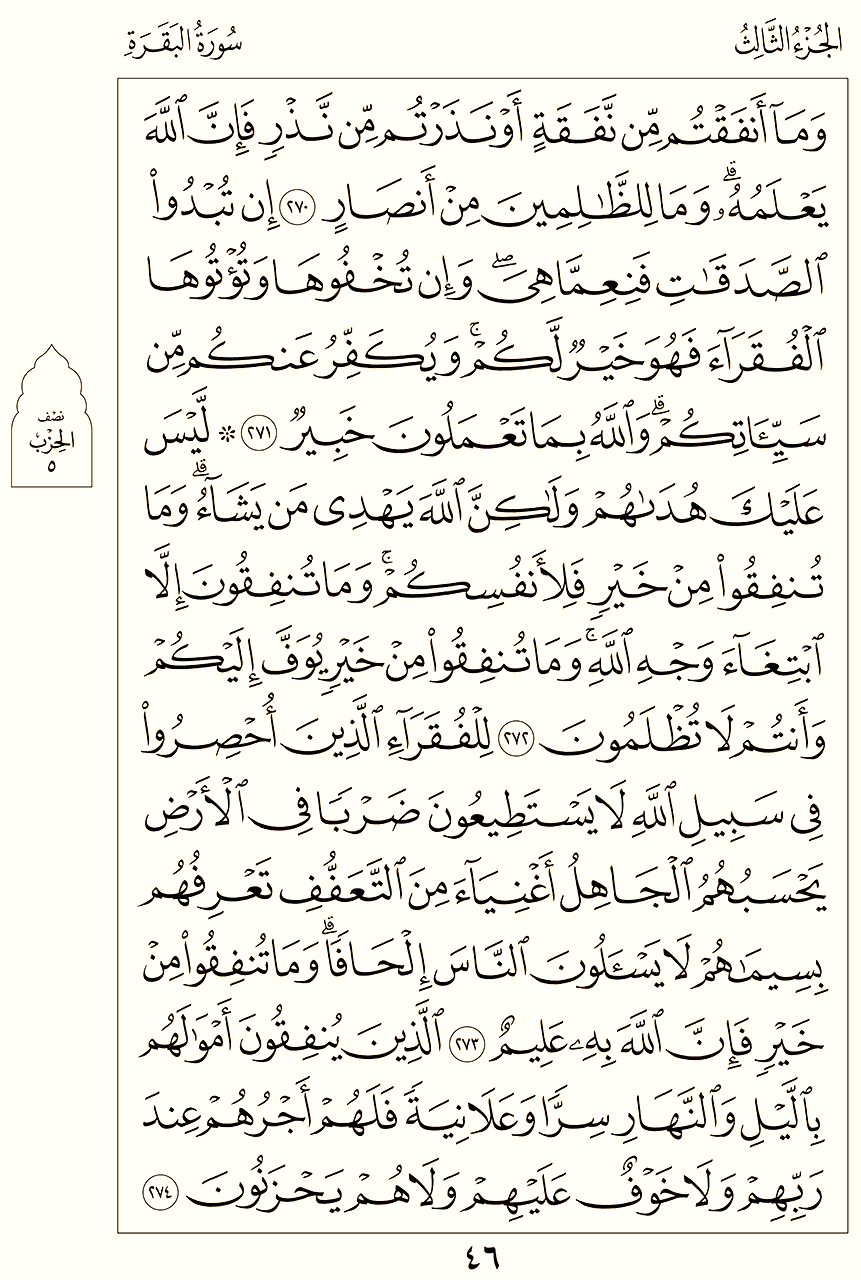 الجُزْءُ الثَّالِثُ
سُورَةُ البَقَرَةِ
وَمَآ أَنفَقْتُم مِّن نَّفَقَةٍ أَوْ نَذَرْتُم مِّن نَّذْرٍ فَإِنَّ ٱللَّهَ
يَعْلَمُهُۥۗ وَمَا لِلظَّٰلِمِينَ مِنْ أَنصَارٍ ٢٧٠ إِن تُبْدُوا۟
ٱلصَّدَقَٰتِ فَنِعِمَّا هِىَۖ وَإِن تُخْفُوهَا وَتُؤْتُوهَا
ٱلْفُقَرَآءَ فَهُوَ خَيْرٌ لَّكُمْۚ وَيُكَفِّرُ عَنكُم مِّن
سَيِّـَٔاتِكُمْۗ وَٱللَّهُ بِمَا تَعْمَلُونَ خَبِيرٌ ٢٧١ * لَّيْسَ
عَلَيْكَ هُدَىٰهُمْ وَلَٰكِنَّ ٱللَّهَ يَهْدِى مَن يَشَآءُۗ وَمَا
تُنفِقُوا۟ مِنْ خَيْرٍ فَلِأَنفُسِكُمْۚ وَمَا تُنفِقُونَ إِلَّا
ٱبْتِغَآءَ وَجْهِ ٱللَّهِۚ وَمَا تُنفِقُوا۟ مِنْ خَيْرٍ يُوَفَّ إِلَيْكُمْ
وَأَنتُمْ لَا تُظْلَمُونَ ٢٧٢ لِلْفُقَرَآءِ ٱلَّذِينَ أُحْصِرُوا۟
فِى سَبِيلِ ٱللَّهِ لَا يَسْتَطِيعُونَ ضَرْبًا فِى ٱلْأَرْضِ
يَحْسَبُهُمُ ٱلْجَاهِلُ أَغْنِيَآءَ مِنَ ٱلتَّعَفُّفِ تَعْرِفُهُم
بِسِيمَٰهُمْ لَا يَسْـَٔلُونَ ٱلنَّاسَ إِلْحَافًاۗ وَمَا تُنفِقُوا۟ مِنْ
خَيْرٍ فَإِنَّ ٱللَّهَ بِهِۦ عَلِيمٌ ٢٧٣ ٱلَّذِينَ يُنفِقُونَ أَمْوَٰلَهُم
بِٱلَّيْلِ وَٱلنَّهَارِ سِرًّا وَعَلَانِيَةً فَلَهُمْ أَجْرُهُمْ عِندَ
رَبِّهِمْ وَلَا خَوْفٌ عَلَيْهِمْ وَلَا هُمْ يَحْزَنُونَ ٢٧٤
نصف
الحِزْب
٥
٤٦